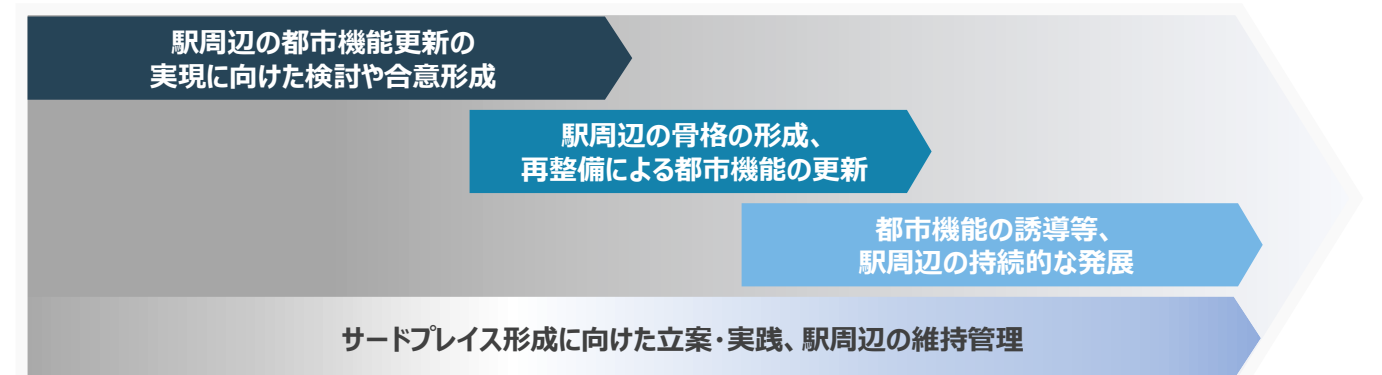 駅周辺の都市機能更新の
実現に向けた検討や合意形成
駅周辺の骨格の形成、
再整備による都市機能の更新
都市機能の誘導等、
駅周辺の持続的な発展
サードプレイス形成に向けた立案・実践、駅周辺の維持管理